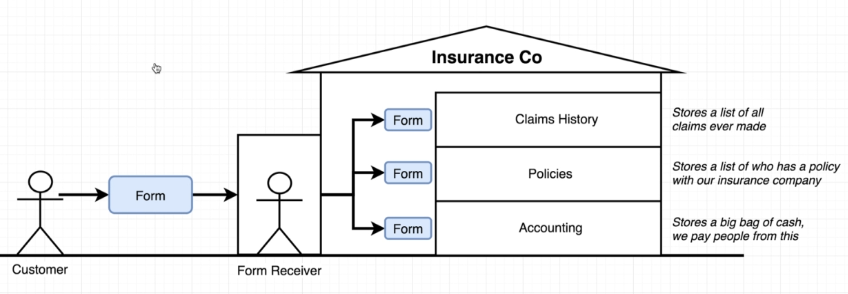 Insurance Co
Form
Claims History
Stores a list of all
claims ever made
Form
Form
Policies
Stores a list of who has a policy
with our insurance company
Form
Accounting
Stores a big bag of cash,
we pay people from this
Customer
Form Receiver